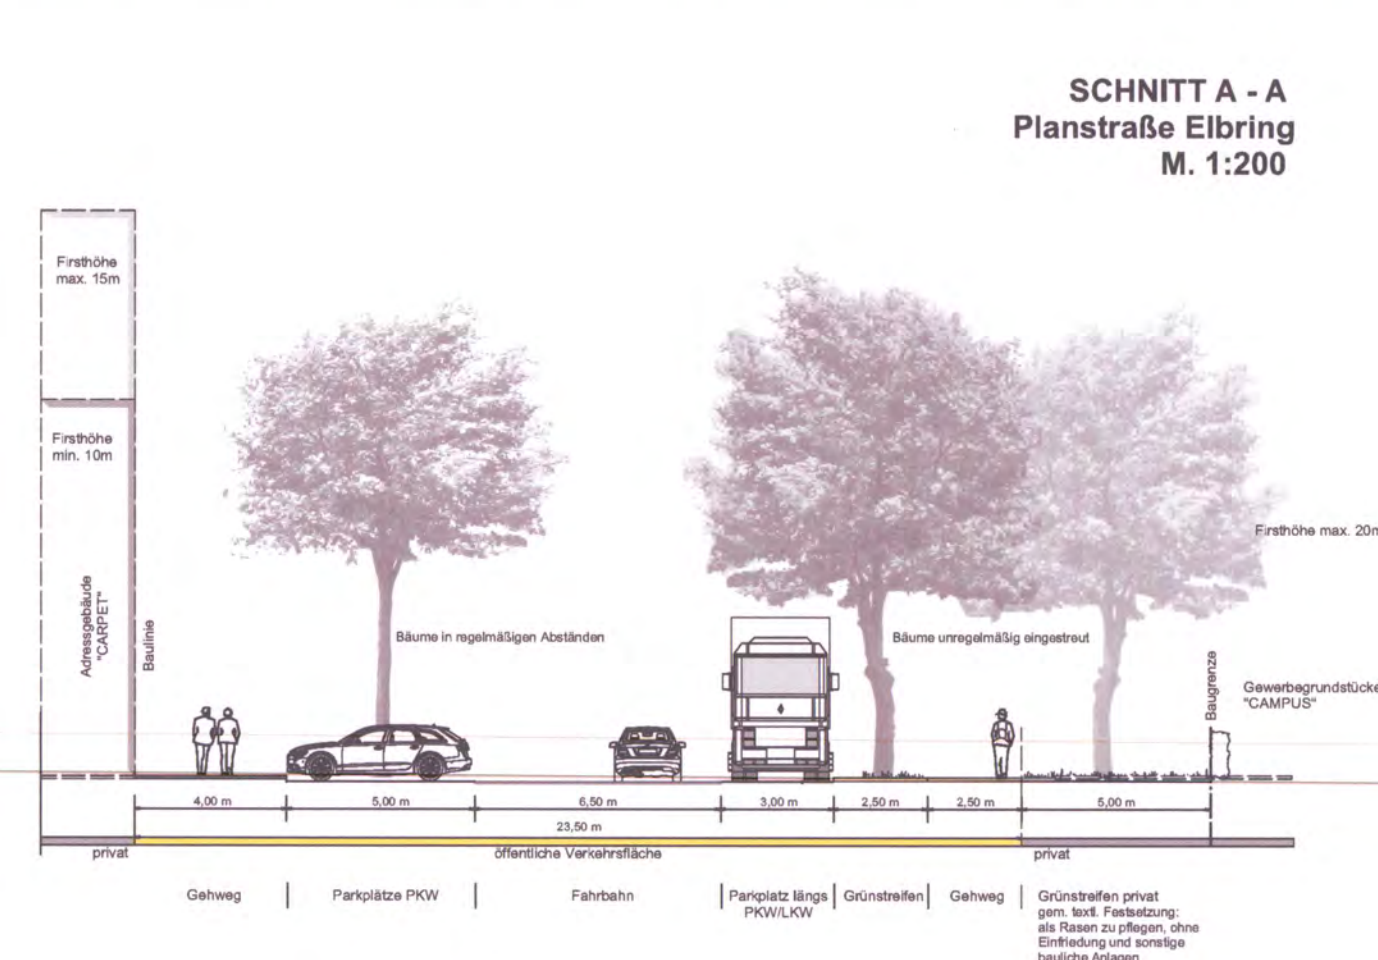 SCHNITT A - A
Planstraße Elbring
M. 1:200
Firsthöhe
max. 15m
Firsthöhe
min. 10m
Adressgebäude
"CARPET"
Baulinie
Bäume in regelmäßigen Abständen
Bäume unregelmäßig eingestreut
Firsthöhe max. 20m
Baugrenze
Gewerbegrundstücke
"CAMPUS"
4,00 m
5,00 m
6,50 m
3,00 m
2,50 m
2,50 m
5,00 m
23,50 m
privat
öffentliche Verkehrsfläche
privat
Gehweg
Parkplätze PKW
Fahrbahn
Parkplatz längs
PKW/LKW
Grünstreifen
Gehweg
Grünstreifen privat
gem. textl. Festsetzung:
als Rasen zu pflegen, ohne
Einfriedung und sonstige
bauliche Anlagen